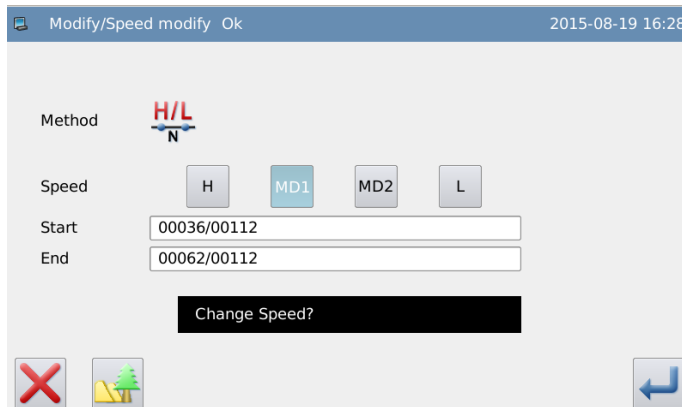 Modify/Speed modify Ok 2015-08-19 16:28
Method H/L
N
Speed H MD1 MD2 L
Start 00036/00112
End 00062/00112
Change Speed?